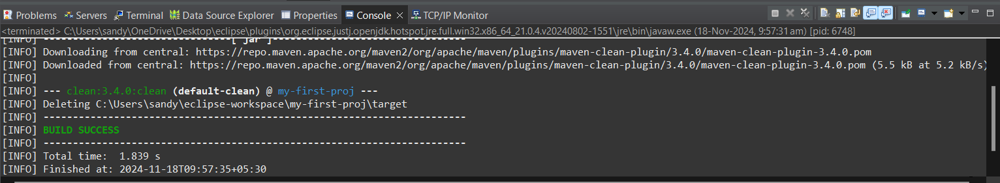 Problems Servers Terminal Data Source Explorer Properties Console TCP/IP Monitor
<terminated> C:\Users\sandy\OneDrive\Desktop\eclipse\plugins\org.eclipse.justj.openjdk.hotspot.jre.full.win32.x86_64_21.0.4.v20240802-1551\jre\bin\javaw.exe (18-Nov-2024, 9:57:31 am) [pid: 6748]
[INFO] --------------------------------[ jar ]---------------------------------
[INFO] Downloading from central: https://repo.maven.apache.org/maven2/org/apache/maven/plugins/maven-clean-plugin/3.4.0/maven-clean-plugin-3.4.0.pom
[INFO] Downloaded from central: https://repo.maven.apache.org/maven2/org/apache/maven/plugins/maven-clean-plugin/3.4.0/maven-clean-plugin-3.4.0.pom (5.5 kB at 5.2 kB/s)
[INFO]
[INFO] --- clean:3.4.0:clean (default-clean) @ my-first-proj ---
[INFO] Deleting C:\Users\sandy\eclipse-workspace\my-first-proj\target
[INFO] ------------------------------------------------------------------------
[INFO] BUILD SUCCESS
[INFO] ------------------------------------------------------------------------
[INFO] Total time:  1.839 s
[INFO] Finished at: 2024-11-18T09:57:35+05:30